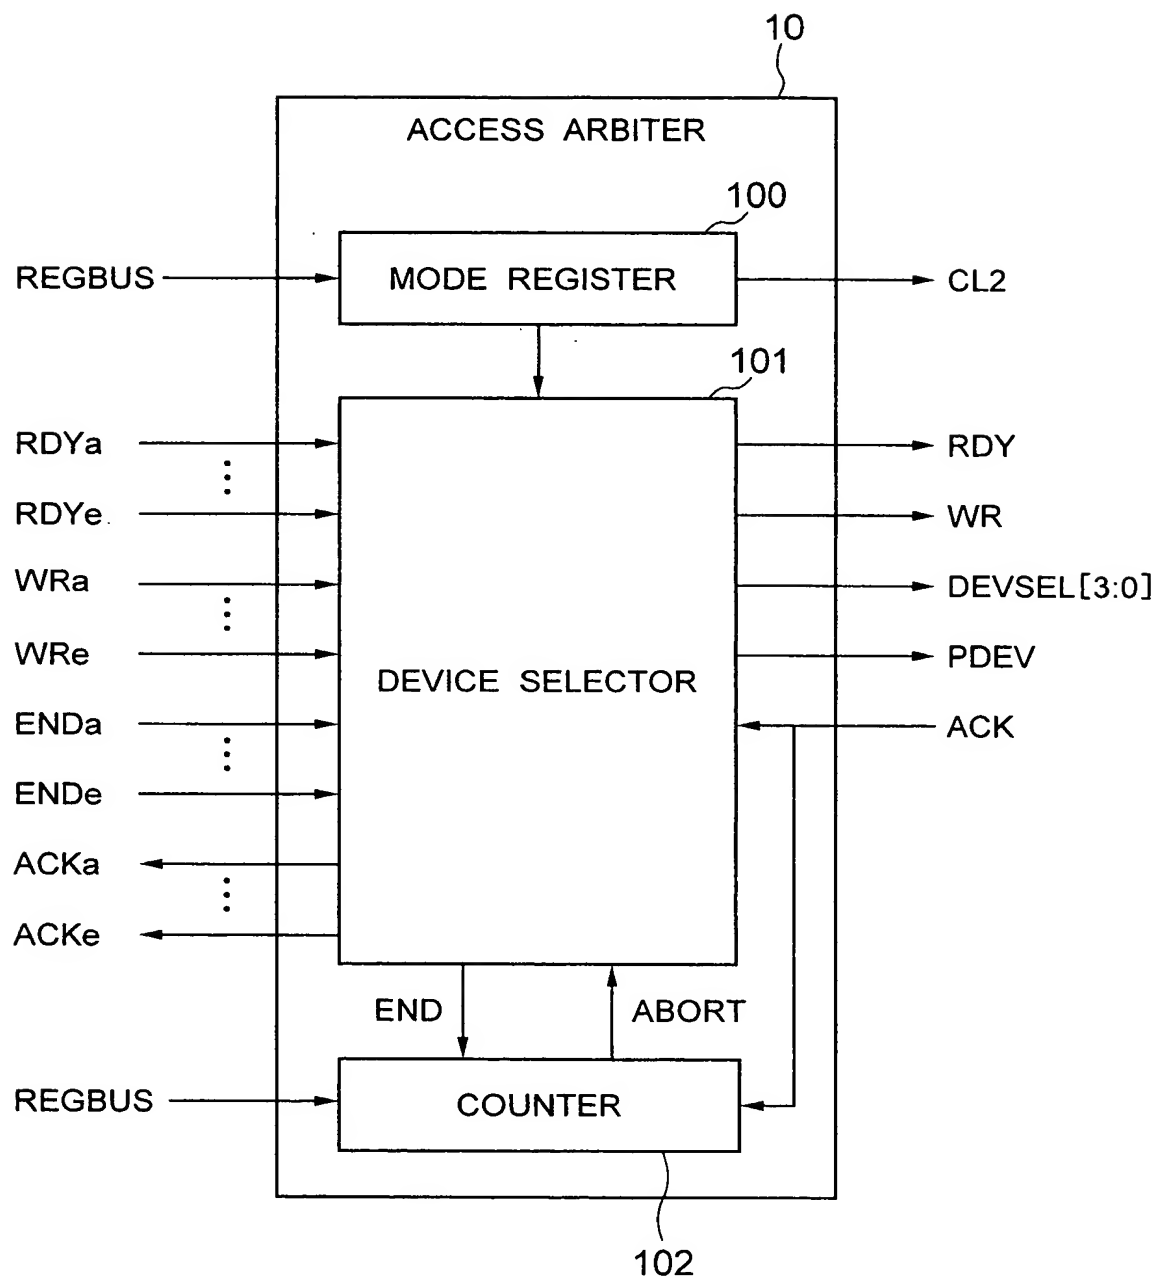 10
ACCESS ARBITER
100
REGBUS
MODE REGISTER
CL2
101
RDYa
RDY
RDYe
WR
WRa
DEVSEL[3:0]
WRe
PDEV
DEVICE SELECTOR
ENDa
ACK
ENDe
ACKa
ACKe
END
ABORT
REGBUS
COUNTER
102